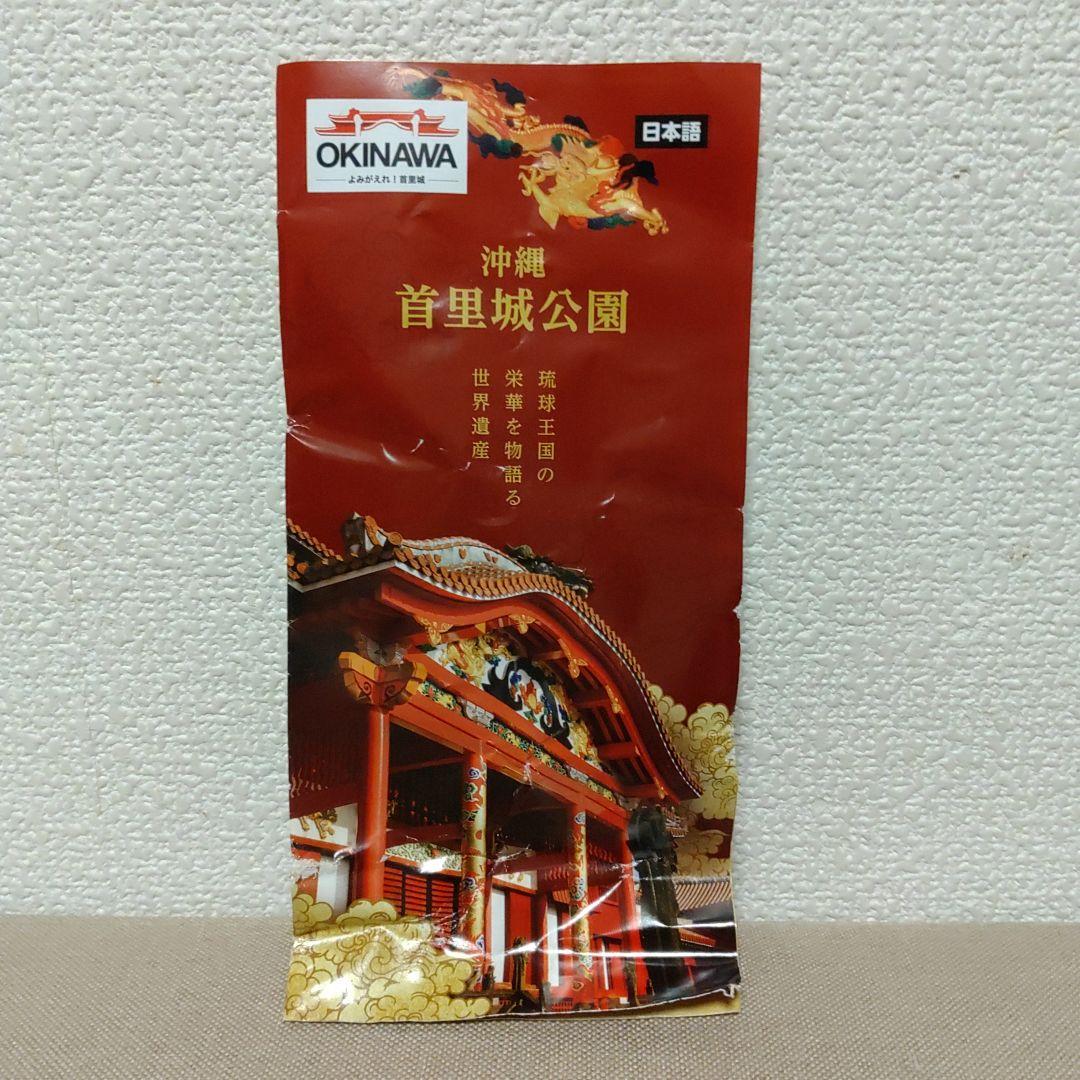 OKINAWA
よみがえれ！首里城
日本語
沖縄
首里城公園
琉球王国の
栄華を物語る
世界遺産